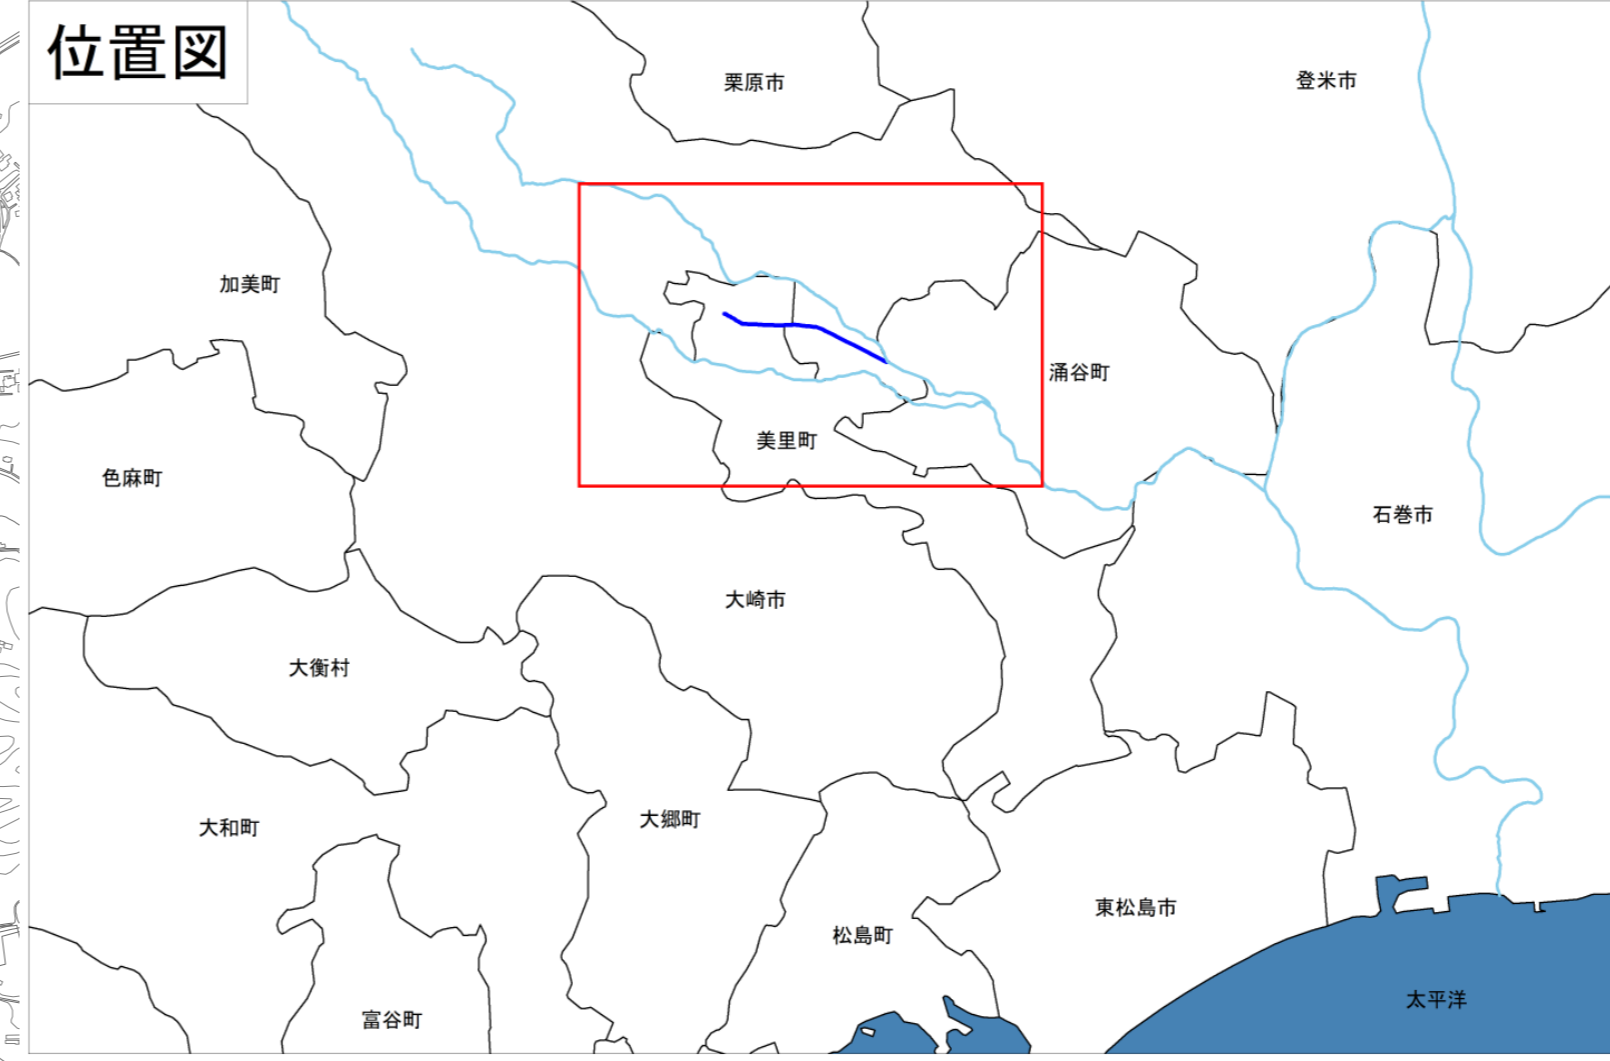 位置図
栗原市
登米市
加美町
涌谷町
美里町
色麻町
石巻市
大崎市
大衡村
大郷町
大和町
東松島市
松島町
太平洋
富谷町